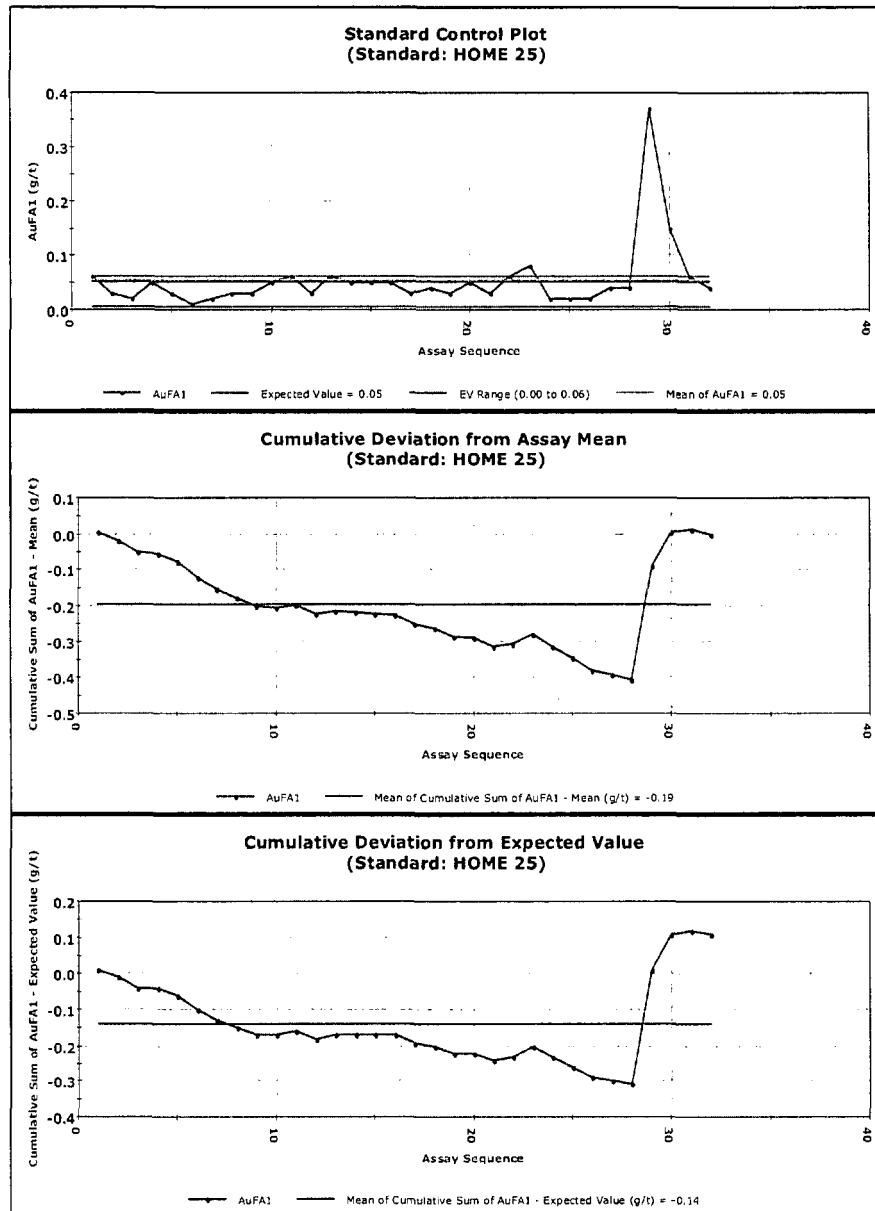 Standard Control Plot
(Standard: HOME 25)
AuFA1 (g/t)
0.4
0.3
0.2
0.1
0.0
0
10
20
30
40
Assay Sequence
AuFA1 Expected Value = 0.05 EV Range (0.00 to 0.06) Mean of AuFA1 = 0.05
Cumulative Deviation from Assay Mean
(Standard: HOME 25)
Cumulative Sum of AuFA1 - Mean (g/t)
0.1
0.0
-0.1
-0.2
-0.3
-0.4
-0.5
0
10
20
30
40
Assay Sequence
AuFA1 Mean of Cumulative Sum of AuFA1 - Mean (g/t) = -0.19
Cumulative Deviation from Expected Value
(Standard: HOME 25)
Cumulative Sum of AuFA1 - Expected Value (g/t)
0.2
0.1
0.0
-0.1
-0.2
-0.3
-0.4
0
10
20
30
40
Assay Sequence
AuFA1 Mean of Cumulative Sum of AuFA1 - Expected Value (g/t) = -0.14